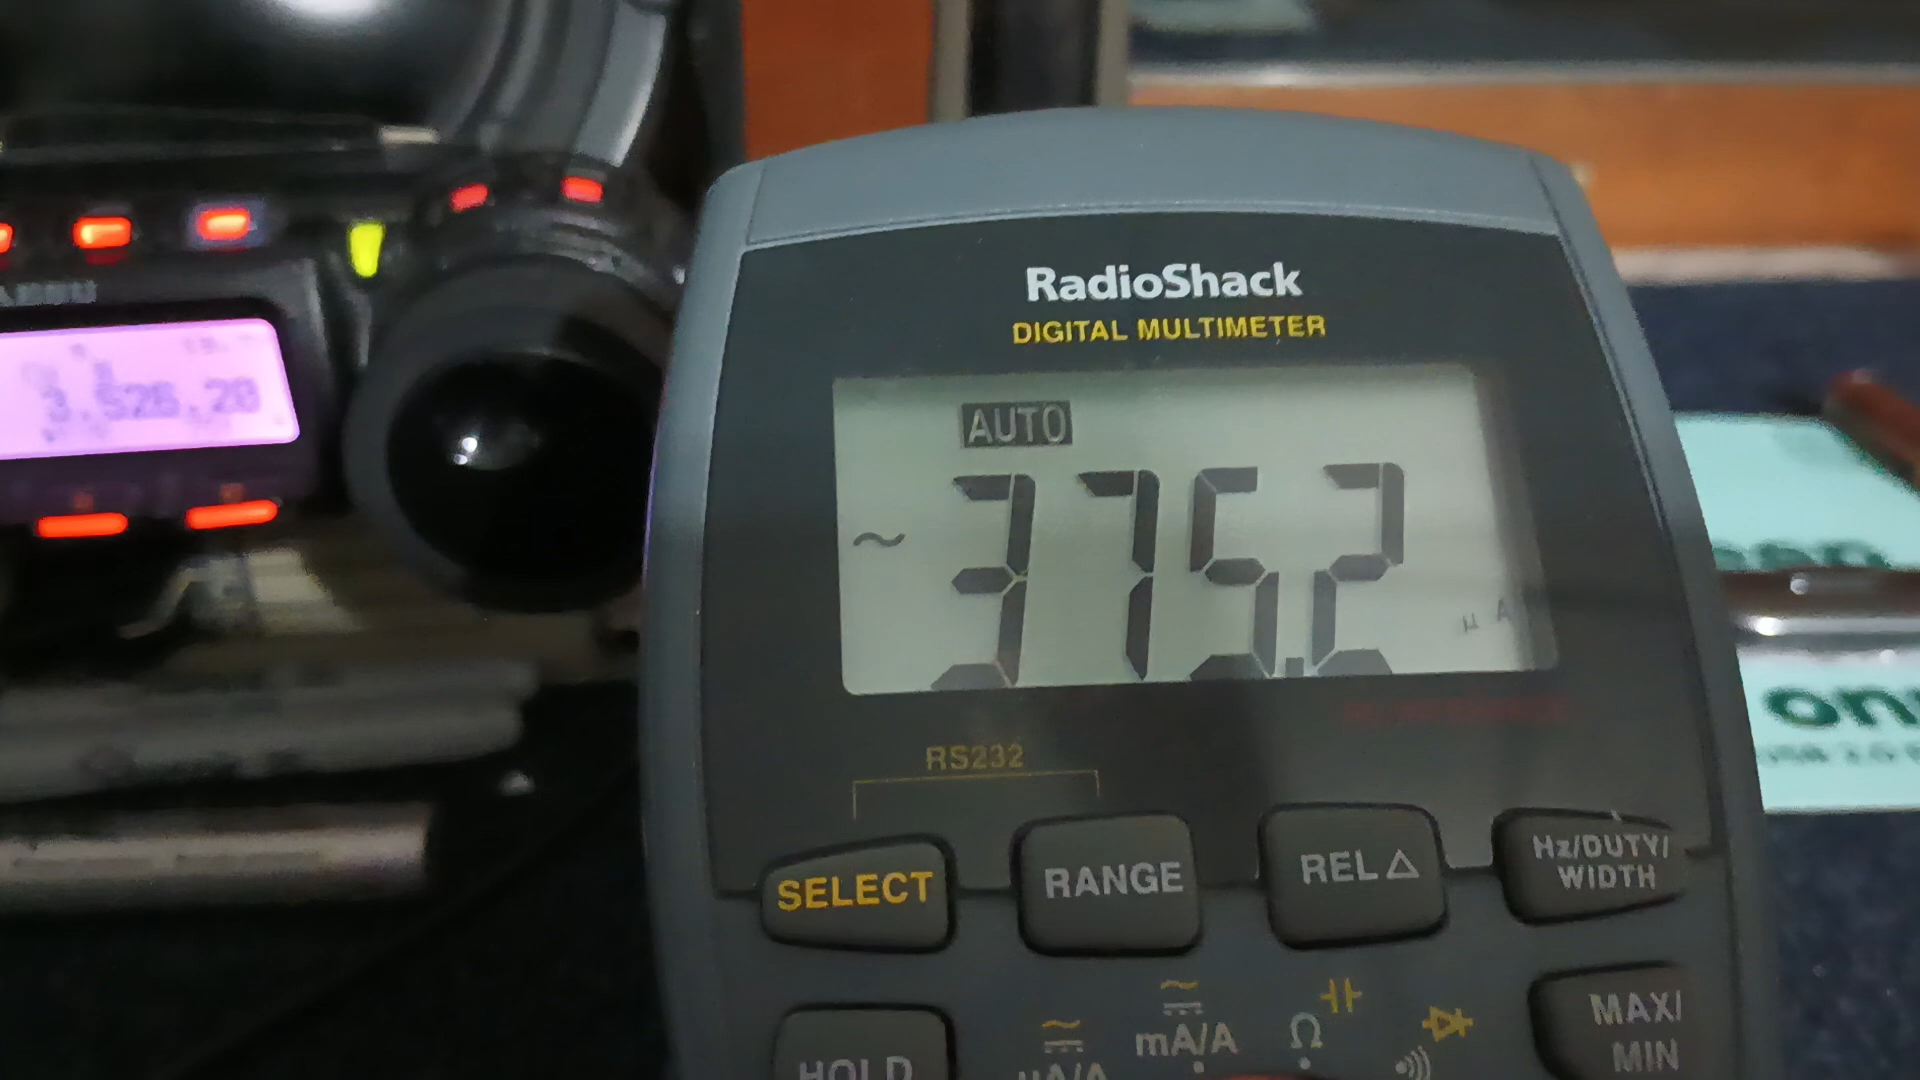 RadioShack
DIGITAL MULTIMETER
AUTO
~ 375.2
µ A
3.526.20
RS232
SELECT
RANGE
REL △
Hz/DUTY/
WIDTH
HOLD
µA/A
mA/A
Ω
MAX/
MIN
on